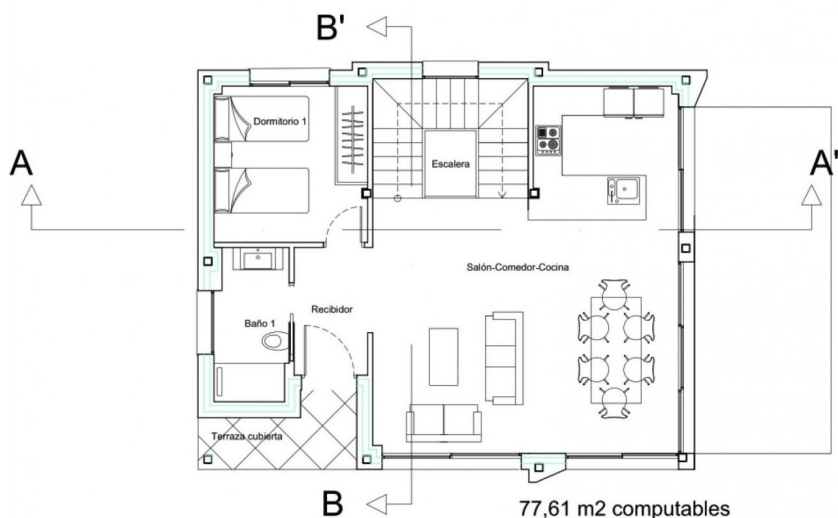 B'
Dormitorio 1
Escalera
A
A'
Salón-Comedor-Cocina
Recibidor
Baño 1
Terraza cubierta
B
77,61 m2 computables